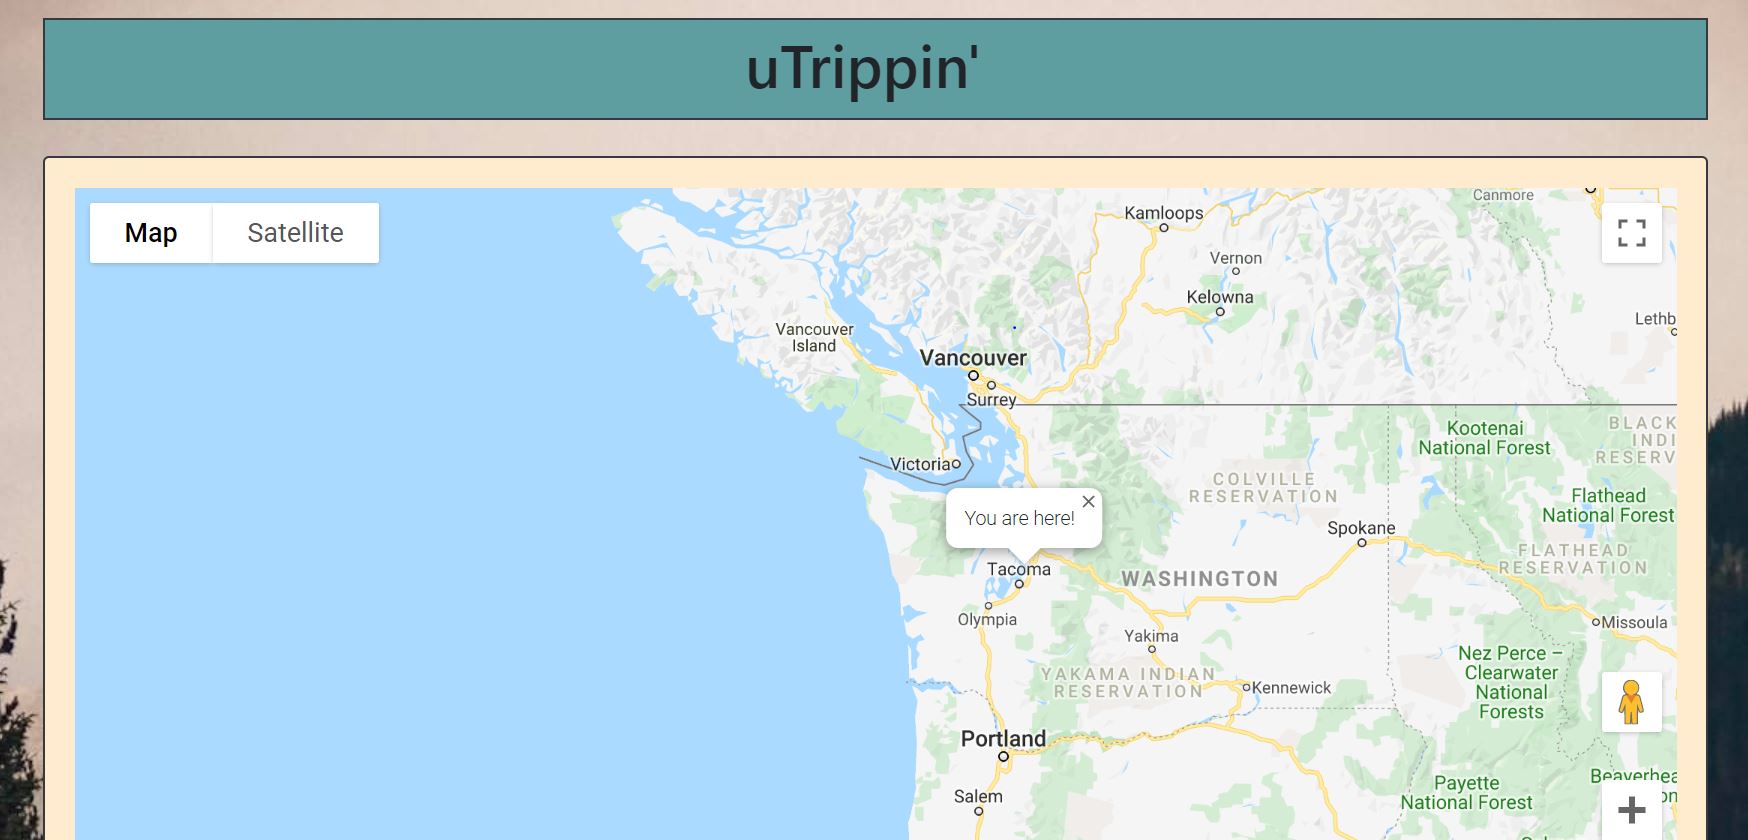 uTrippin'
Map
Satellite
Canmore
Kamloops
Vernon
Kelowna
Lethb
Vancouver
Island
Vancouver
Surrey
Victoria
Kootenai
National Forest
BLACK
INDI
RESERV
COLVILLE
RESERVATION
Flathead
National Forest
You are here!
Spokane
FLATHEAD
RESERVATION
Tacoma
WASHINGTON
Olympia
Missoula
Yakima
Nez Perce –
Clearwater
National
Forests
YAKAMA INDIAN
RESERVATION
Kennewick
Portland
Payette
National Forest
Beaverhea
on
Salem